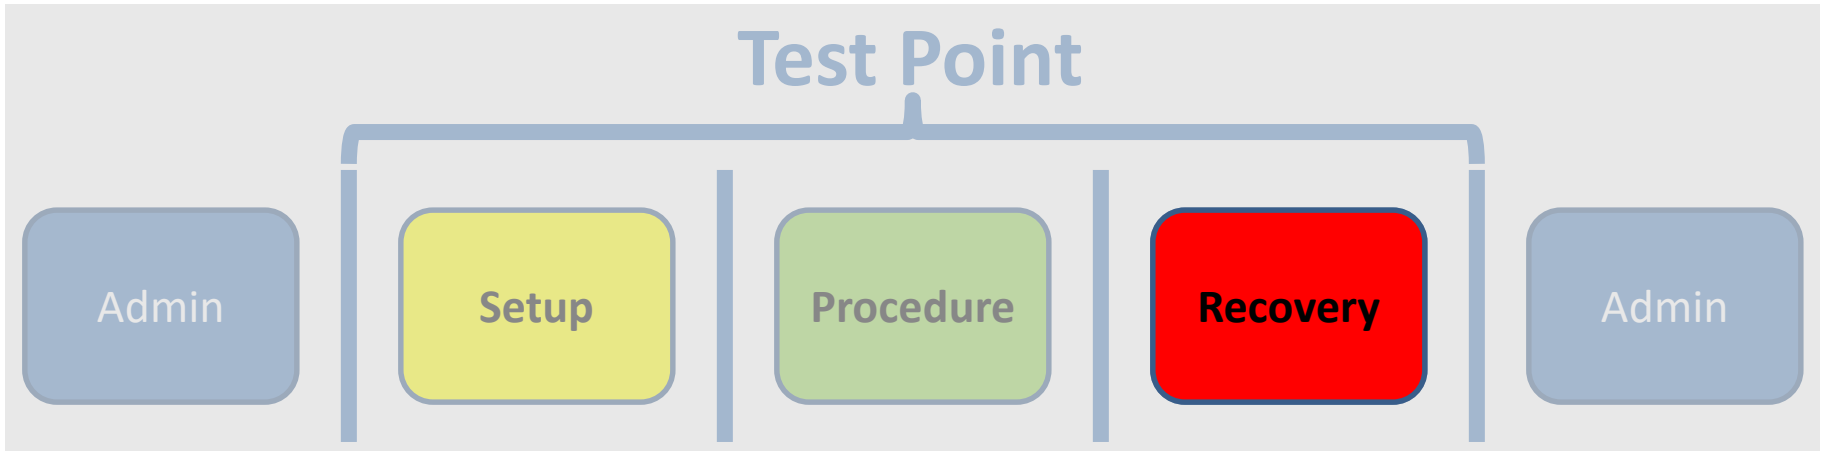 Test Point
Admin
Setup
Procedure
Recovery
Admin